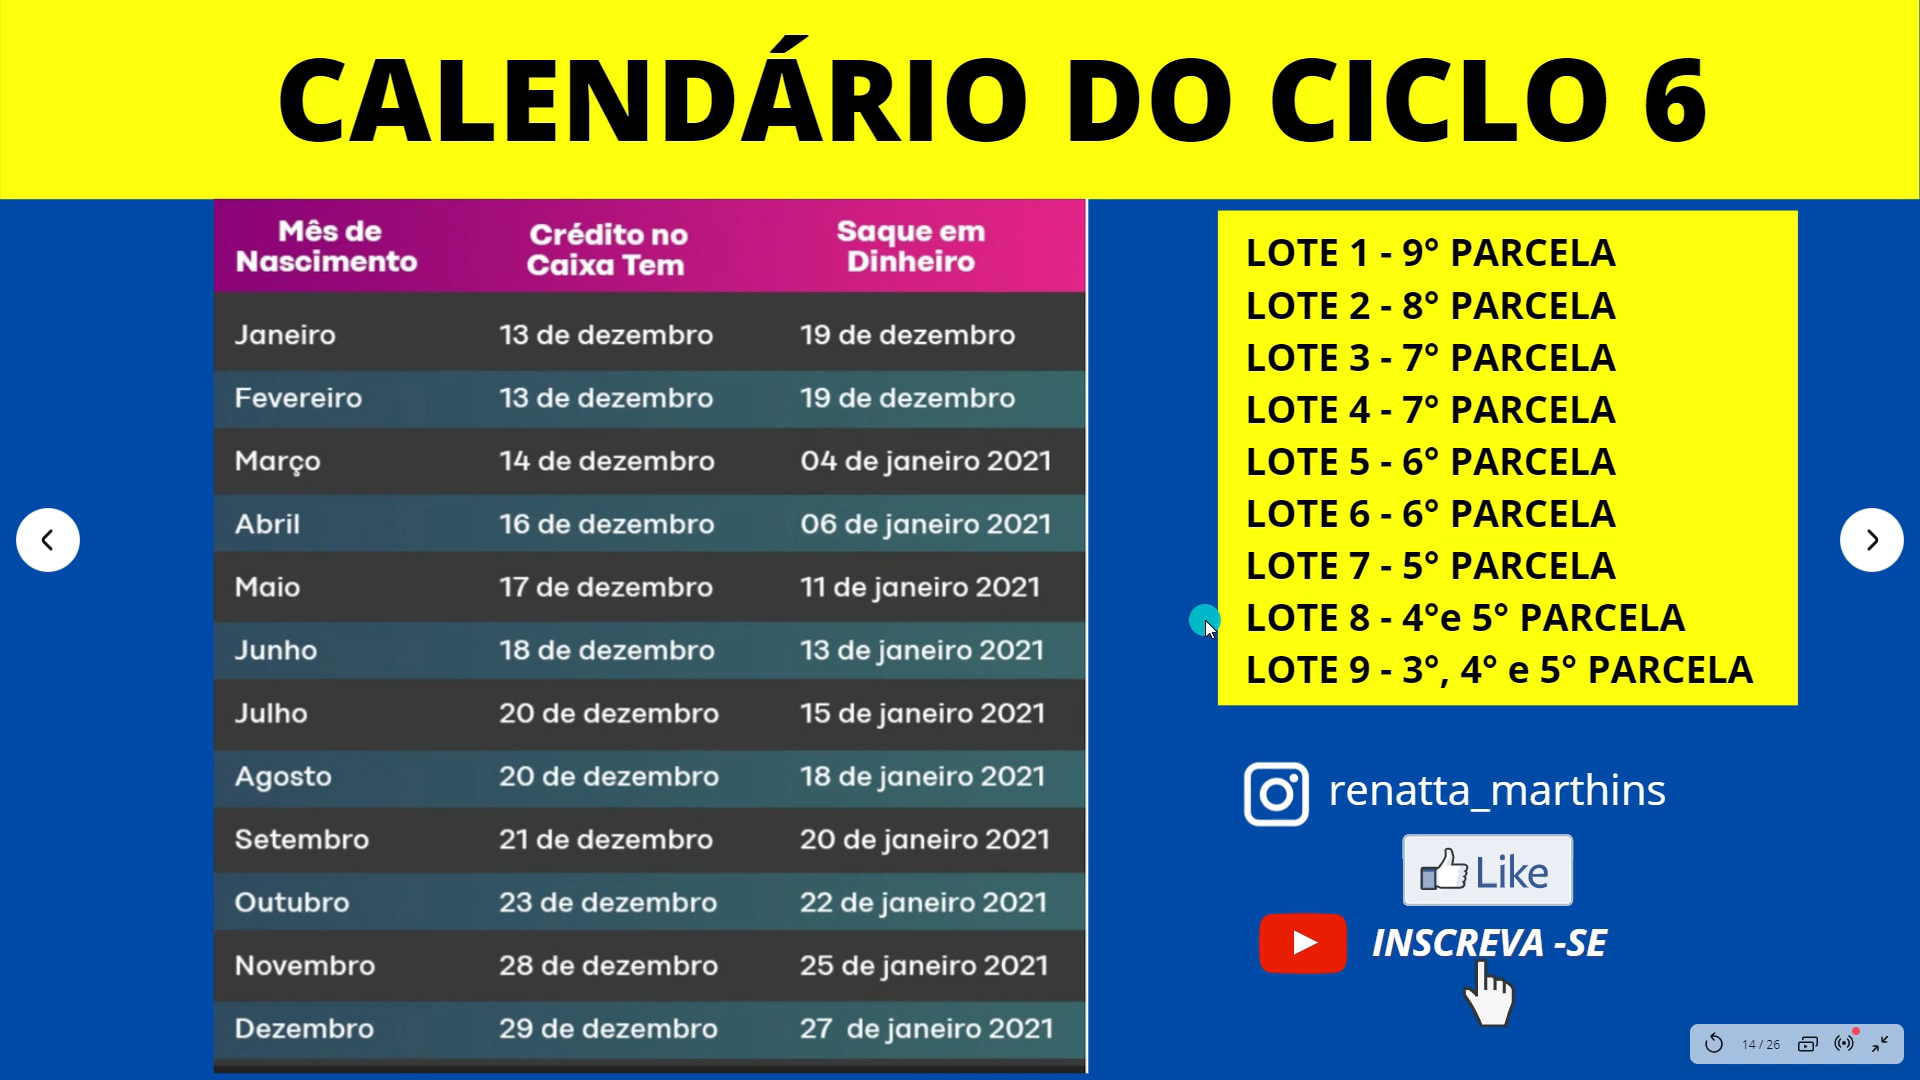 CALENDÁRIO DO CICLO 6
Mês de Nascimento Crédito no Caixa Tem Saque em Dinheiro
Janeiro 13 de dezembro 19 de dezembro
Fevereiro 13 de dezembro 19 de dezembro
Março 14 de dezembro 04 de janeiro 2021
Abril 16 de dezembro 06 de janeiro 2021
Maio 17 de dezembro 11 de janeiro 2021
Junho 18 de dezembro 13 de janeiro 2021
Julho 20 de dezembro 15 de janeiro 2021
Agosto 20 de dezembro 18 de janeiro 2021
Setembro 21 de dezembro 20 de janeiro 2021
Outubro 23 de dezembro 22 de janeiro 2021
Novembro 28 de dezembro 25 de janeiro 2021
Dezembro 29 de dezembro 27 de janeiro 2021
LOTE 1 - 9° PARCELA
LOTE 2 - 8° PARCELA
LOTE 3 - 7° PARCELA
LOTE 4 - 7° PARCELA
LOTE 5 - 6° PARCELA
LOTE 6 - 6° PARCELA
LOTE 7 - 5° PARCELA
LOTE 8 - 4°e 5° PARCELA
LOTE 9 - 3°, 4° e 5° PARCELA
renatta_marthins
Like
INSCREVA -SE
14 / 26